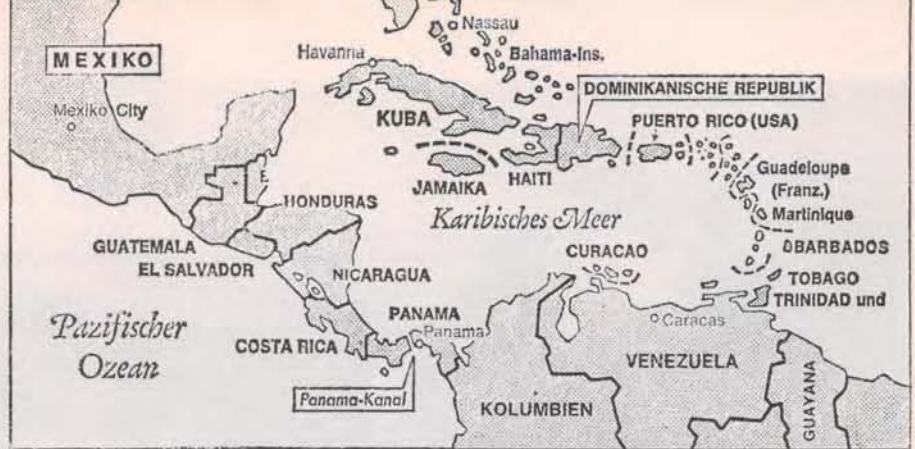 Nassau
MEXIKO
Havanna
Bahama-Ins.
DOMINIKANISCHE REPUBLIK
Mexiko City
KUBA
PUERTO RICO (USA)
Guadeloupe
(Franz.)
JAMAIKA
HAITI
HONDURAS
Martinique
Karibisches Meer
GUATEMALA
CURACAO
BARBADOS
EL SALVADOR
NICARAGUA
TOBAGO
TRINIDAD und
PANAMA
Panama
Caracas
Pazifischer
Ozean
COSTA RICA
VENEZUELA
Panama-Kanal
KOLUMBIEN
GUAYANA